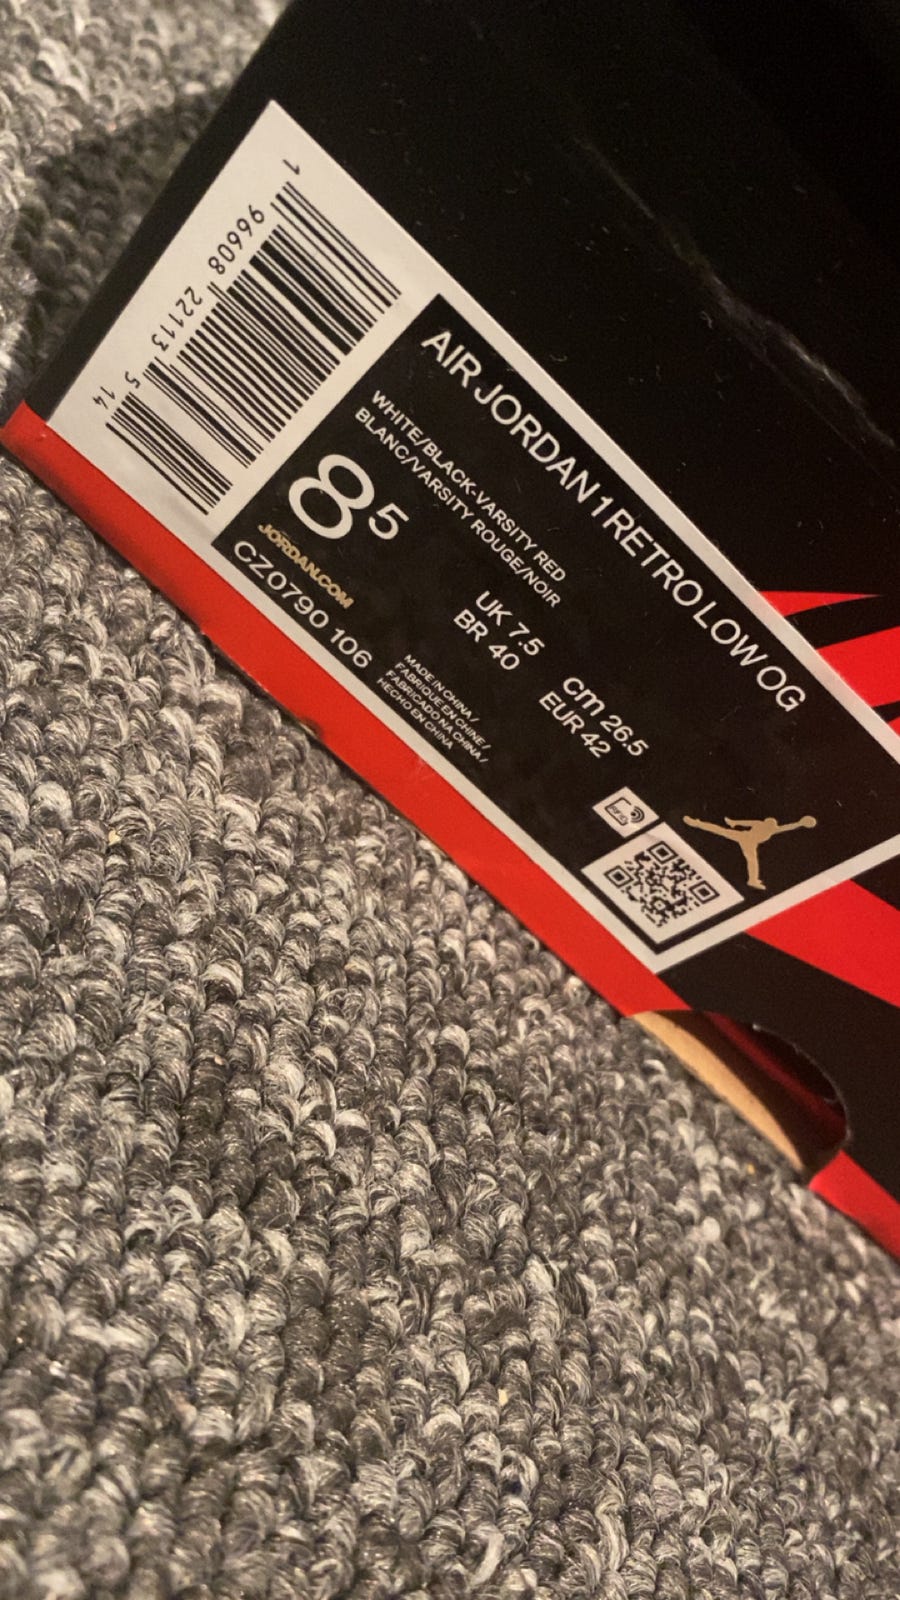 1 96608 22113 5 14
AIR JORDAN 1 RETRO LOW OG
WHITE/BLACK-VARSITY RED
BLANC/VARSITY ROUGE/NOIR
8 5
UK 7.5
BR 40
cm 26.5
EUR 42
JORDAN.COM
CZ0790 106
MADE IN CHINA/
FABRIQUE EN CHINE/
FABRICADO NA CHINA/
HECHO EN CHINA